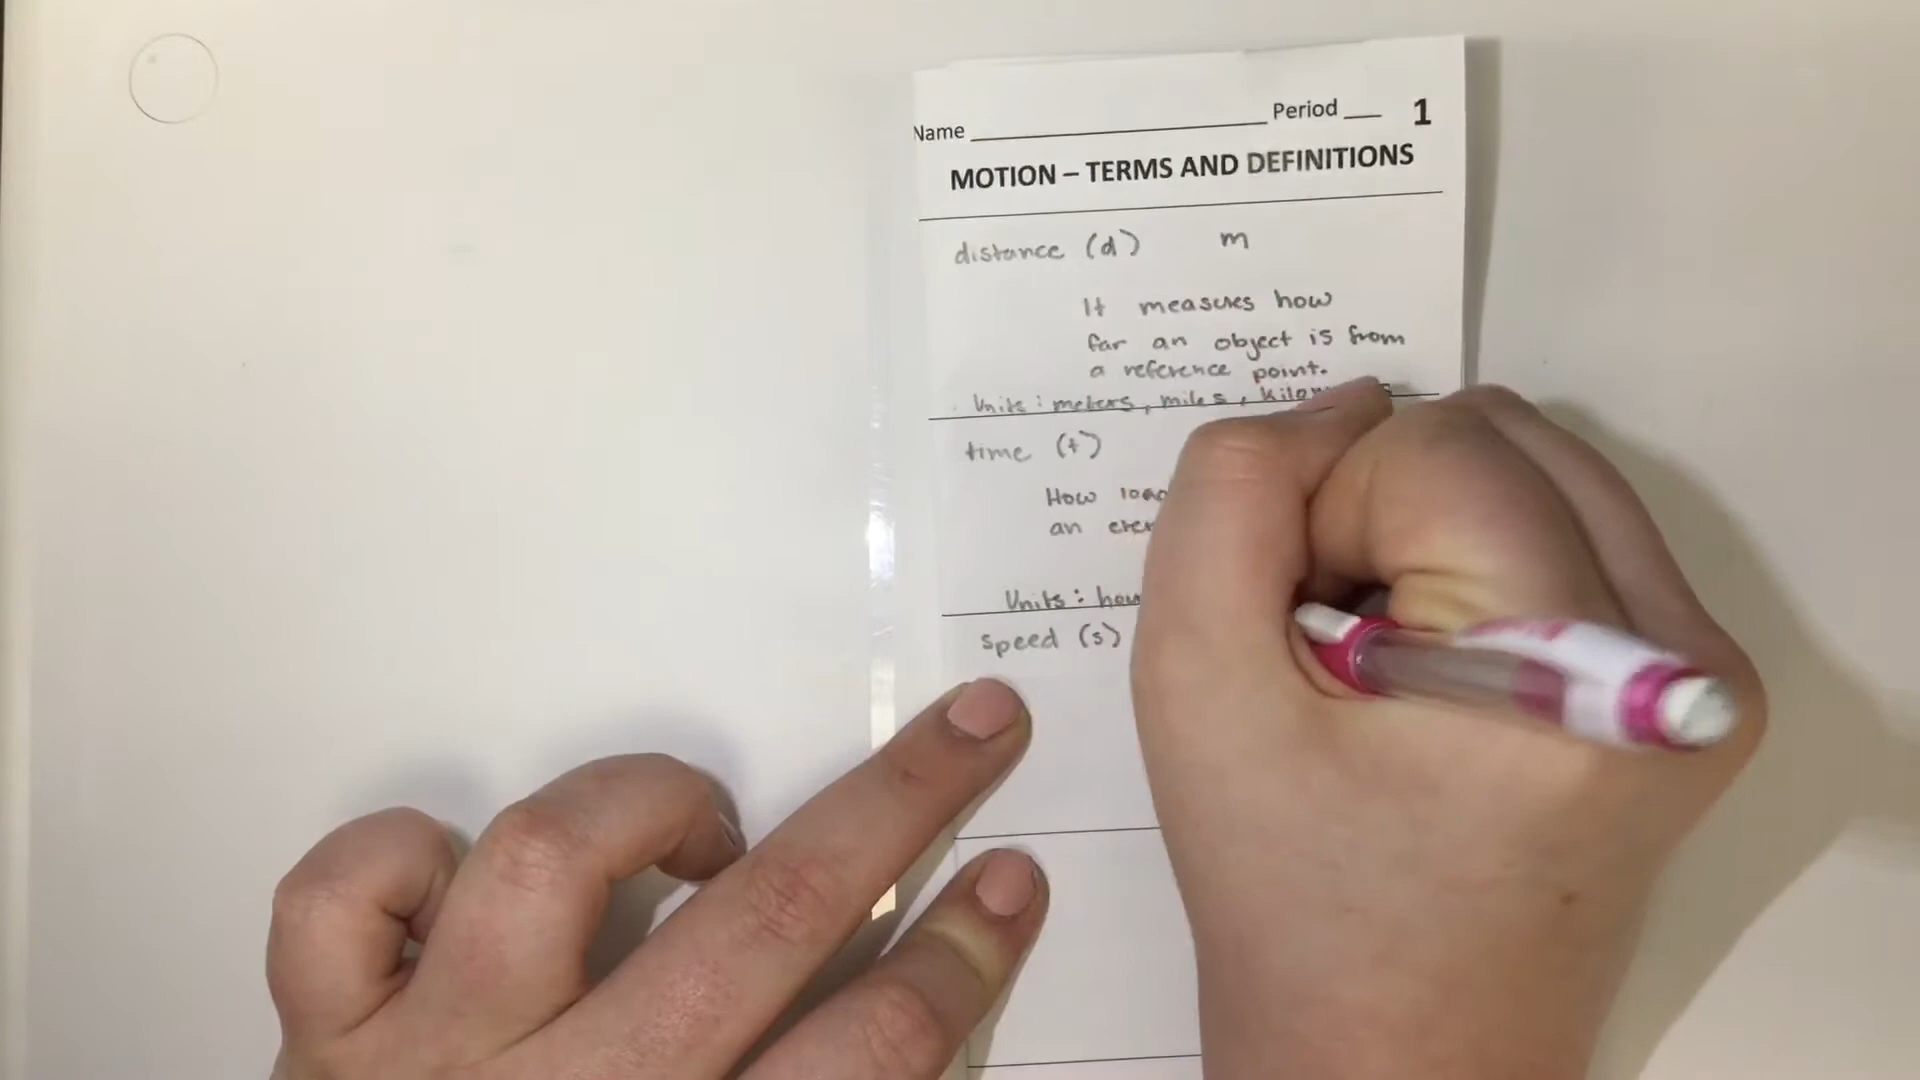 Name Period 1
MOTION – TERMS AND DEFINITIONS
distance (d) m
It measures how
far an object is from
a reference point.
Units: meters, miles,
time (t)
How
an
Units:
speed (s)